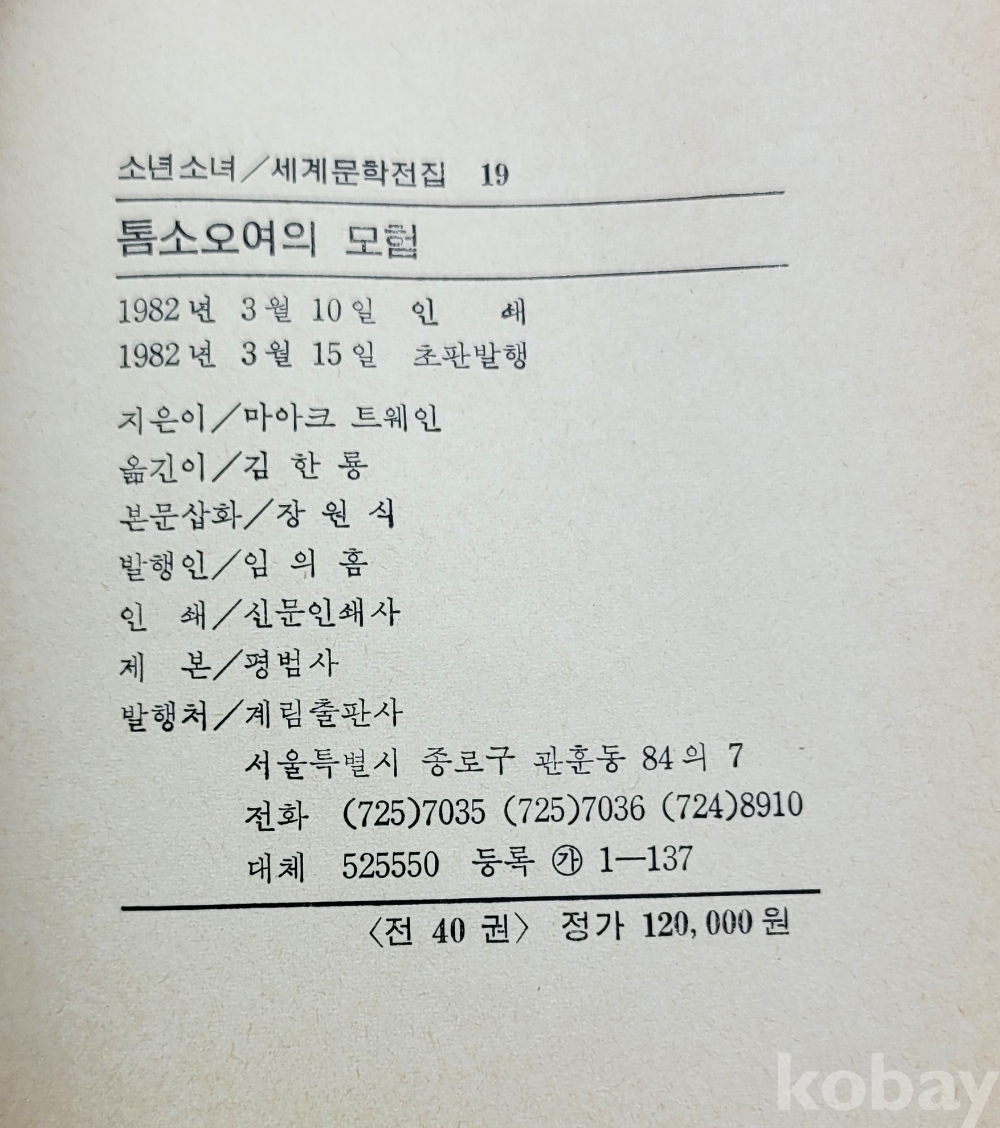 소년소녀／세계문학전집 19
톰소오여의 모험
1982년 3월 10일 인 쇄
1982년 3월 15일 초판발행
지은이／마아크 트웨인
옮긴이／김 한 룡
본문삽화／장 원 식
발행인／임 의 흠
인 쇄／신문인쇄사
제 본／평범사
발행처／계림출판사
서울특별시 종로구 관훈동 84의 7
전화 (725)7035 (725)7036 (724)8910
대체 525550 등록 ㉮ 1—137
〈전 40 권〉 정가 120,000원
kobay